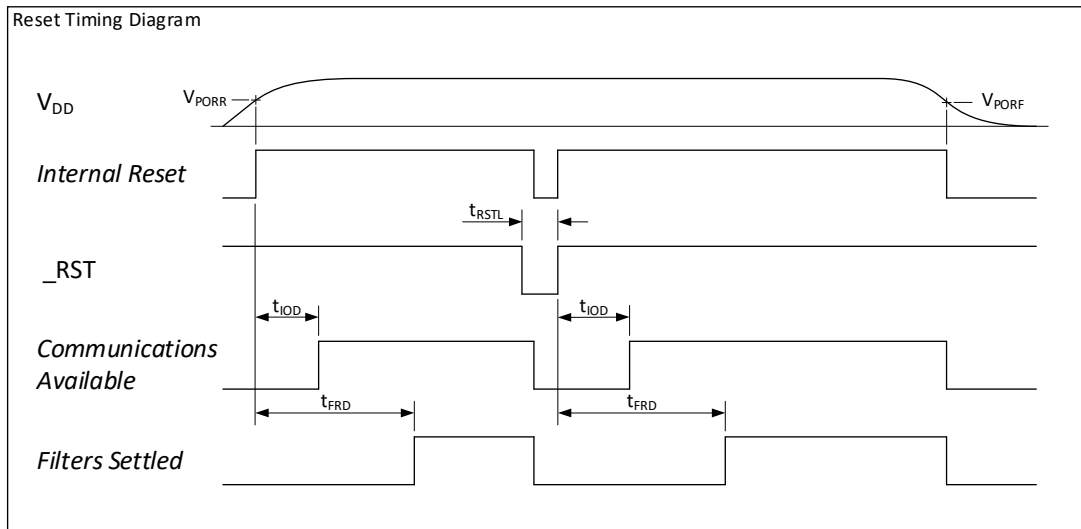 Reset Timing Diagram
VPORR
VDD
VPORF
Internal Reset
tRSTL
_RST
tIOD
tIOD
Communications
Available
tFRD
tFRD
Filters Settled